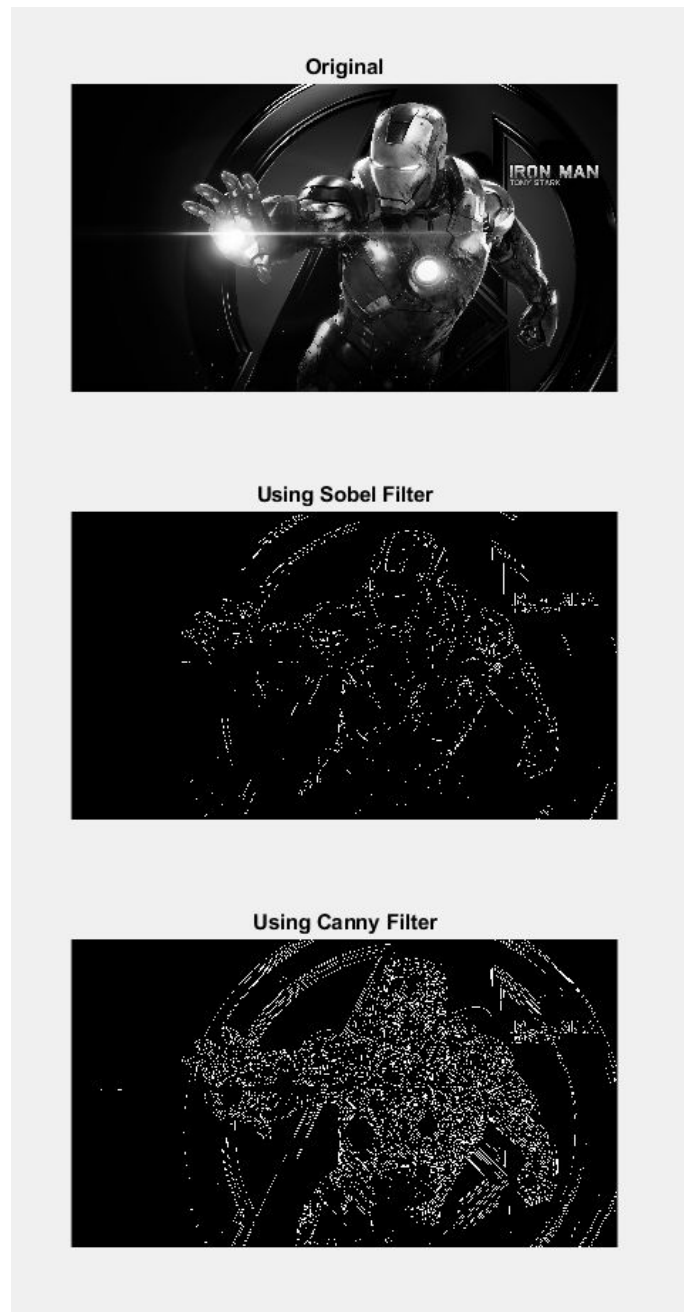 Original
IRON MAN
TONY STARK
Using Sobel Filter
Using Canny Filter